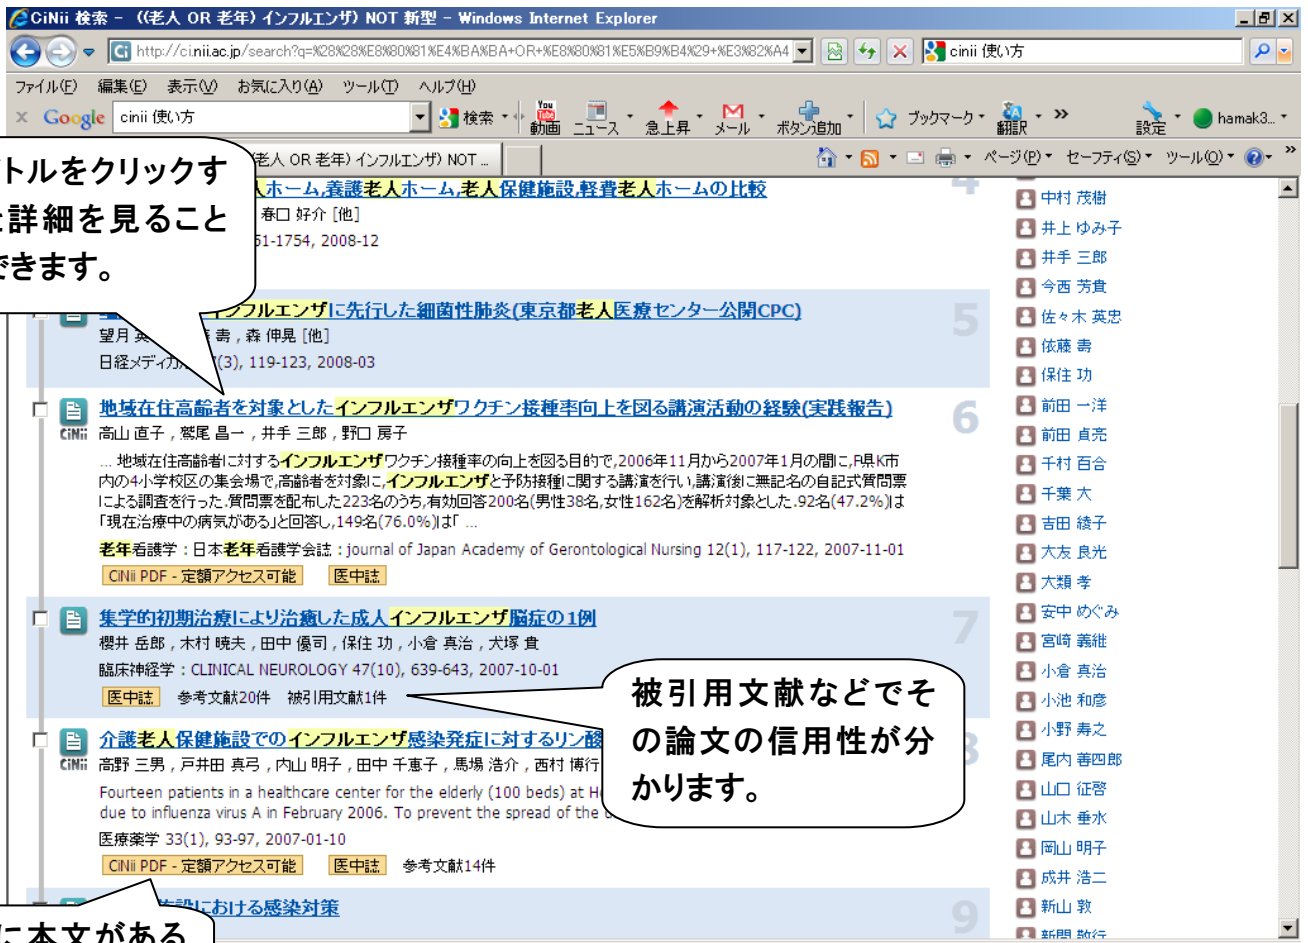 CiNii 検索 - ((老人 OR 老年) インフルエンザ) NOT 新型 - Windows Internet Explorer
http://ci.nii.ac.jp/search?q=%28%28%E8%80%81%E4%BA%BA+OR+%E8%80%81%E5%B9%B4%29+%E3%82%A4
cinii 使い方
ファイル(F) 編集(E) 表示(V) お気に入り(A) ツール(T) ヘルプ(H)
x Google cinii 使い方 検索 動画 ニュース 急上昇 メール ボタン追加 ブックマーク 翻訳 » 設定 hamak3...
老人 OR 老年) インフルエンザ) NOT ...
ページ(P) セーフティ(S) ツール(O) »
トルをクリックす
と詳細を見ること
できます。
人ホーム,養護老人ホーム,老人保健施設,軽費老人ホームの比較
4
春口 好介 [他]
51-1754, 2008-12
インフルエンザに先行した細菌性肺炎(東京都老人医療センター公開CPC)
5
望月 英 壽 , 森 伸晃 [他]
日経メディカル (3), 119-123, 2008-03
地域在住高齢者を対象としたインフルエンザワクチン接種率向上を図る講演活動の経験(実践報告)
6
CiNii
高山 直子 , 鷲尾 昌一 , 井手 三郎 , 野口 房子
... 地域在住高齢者に対するインフルエンザワクチン接種率の向上を図る目的で,2006年11月から2007年1月の間に,F県K市
内の4小学校区の集会場で,高齢者を対象に,インフルエンザと予防接種に関する講演を行い,講演後に無記名の自記式質問票
による調査を行った.質問票を配布した223名のうち,有効回答200名(男性38名,女性162名)を解析対象とした.92名(47.2%)は
「現在治療中の病気がある」と回答し,149名(76.0%)は「 ...
老年看護学 : 日本老年看護学会誌 : journal of Japan Academy of Gerontological Nursing 12(1), 117-122, 2007-11-01
CiNii PDF - 定額アクセス可能 医中誌
集学的初期治療により治癒した成人インフルエンザ脳症の1例
7
櫻井 岳郎 , 木村 暁夫 , 田中 優司 , 保住 功 , 小倉 真治 , 犬塚 貴
臨床神経学 : CLINICAL NEUROLOGY 47(10), 639-643, 2007-10-01
医中誌 参考文献20件 被引用文献1件
被引用文献などでそ
の論文の信用性が分
かります。
介護老人保健施設でのインフルエンザ感染発症に対するリン酸
8
CiNii
高野 三男 , 戸井田 真弓 , 内山 明子 , 田中 千恵子 , 馬場 浩介 , 西村 博行
Fourteen patients in a healthcare center for the elderly (100 beds) at H
due to influenza virus A in February 2006. To prevent the spread of the
医療薬学 33(1), 93-97, 2007-01-10
CiNii PDF - 定額アクセス可能 医中誌 参考文献14件
施設における感染対策
9
に本文がある
中村 茂樹
井上 ゆみ子
井手 三郎
今西 芳貴
佐々木 英忠
依藤 壽
保住 功
前田 一洋
前田 貞亮
千村 百合
千葉 大
吉田 綾子
大友 良光
大類 孝
安中 めぐみ
宮崎 義継
小倉 真治
小池 和彦
小野 寿之
尾内 善四郎
山口 征啓
山木 垂水
岡山 明子
成井 浩二
新山 敦
新開 敬行